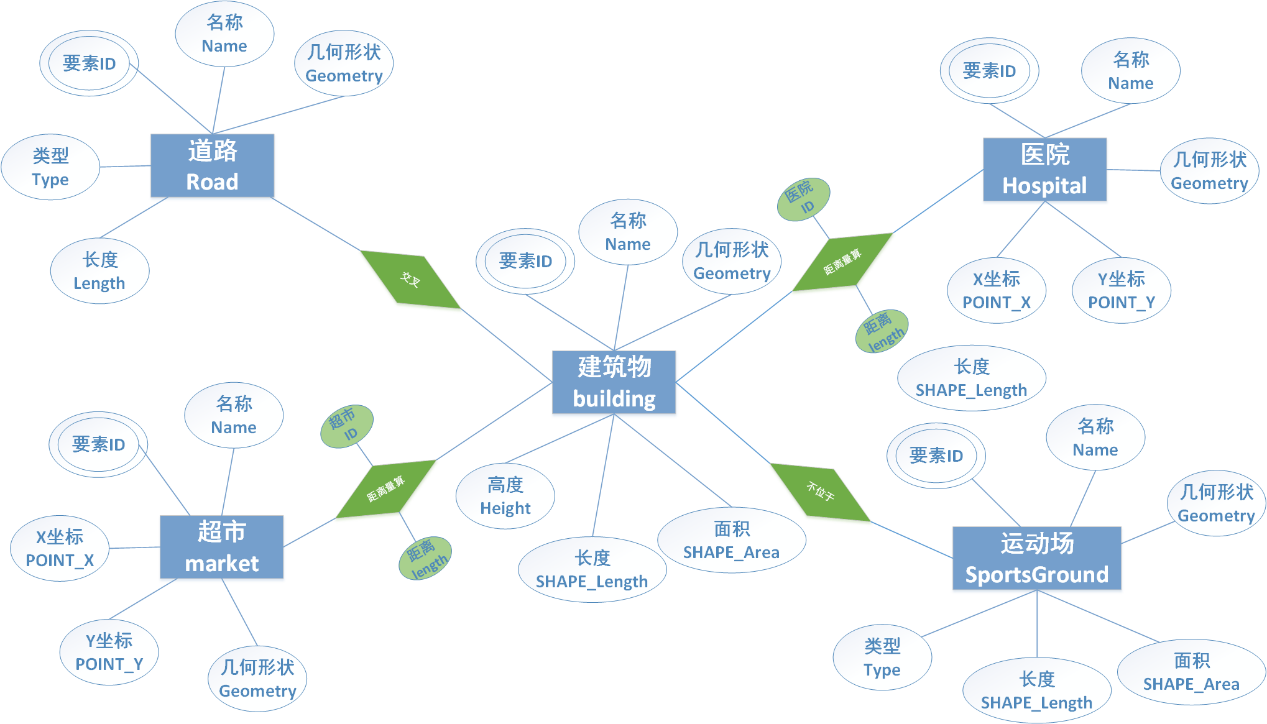 名称
Name
要素ID
几何形状
Geometry
类型
Type
道路
Road
长度
Length
交叉
要素ID
名称
Name
几何形状
Geometry
医院
Hospital
X坐标
POINT_X
Y坐标
POINT_Y
医院
ID
距离量算
距离
length
长度
SHAPE_Length
要素ID
名称
Name
几何形状
Geometry
建筑物
building
高度
Height
长度
SHAPE_Length
面积
SHAPE_Area
名称
Name
要素ID
超市
market
X坐标
POINT_X
Y坐标
POINT_Y
几何形状
Geometry
超市
ID
距离量算
距离
length
不位于
要素ID
名称
Name
几何形状
Geometry
运动场
SportsGround
类型
Type
长度
SHAPE_Length
面积
SHAPE_Area